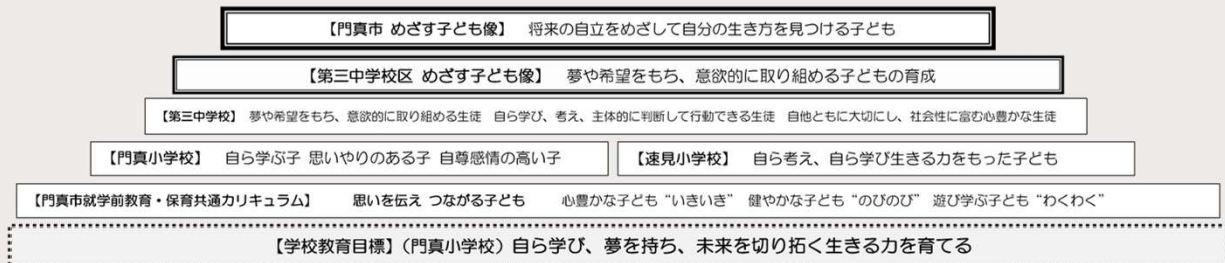 【門真市 めざす子ども像】 将来の自立をめざして自分の生き方を見つける子ども
【第三中学校区 めざす子ども像】 夢や希望をもち、意欲的に取り組める子どもの育成
【第三中学校】 夢や希望をもち、意欲的に取り組める生徒 自ら学び、考え、主体的に判断して行動できる生徒 自他ともに大切にし、社会性に富む心豊かな生徒
【門真小学校】 自ら学ぶ子 思いやりのある子 自尊感情の高い子
【速見小学校】 自ら考え、自ら学び生きる力をもった子ども
【門真市就学前教育・保育共通カリキュラム】 思いを伝え つながる子ども 心豊かな子ども“いきいき” 健やかな子ども“のびのび” 遊び学ぶ子ども“わくわく”
【学校教育目標】（門真小学校）自ら学び、夢を持ち、未来を切り拓く生きる力を育てる